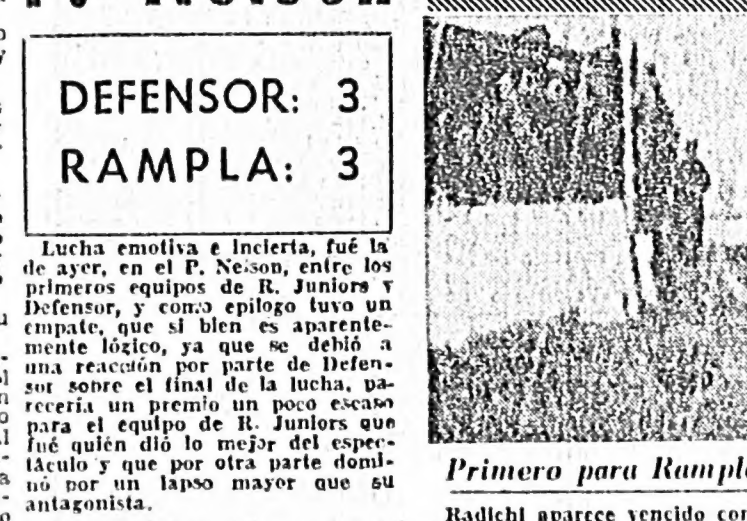 DEFENSOR: 3
RAMPLA: 3
Lucha emotiva e incierta, fué la
de ayer, en el P. Nelson, entre los
primeros equipos de R. Juniors y
Defensor, y como epilogo tuvo un
empate, que si bien es aparente-
mente lógico, ya que se debió a
una reacción por parte de Defen-
sor sobre el final de la lucha, pa-
recería un premio un poco escaso
para el equipo de R. Juniors que
fué quién dió lo mejor del espec-
táculo y que por otra parte domi-
nó por un lapso mayor que su
antagonista.
Primero para Rampla
Radichi aparece vencido con